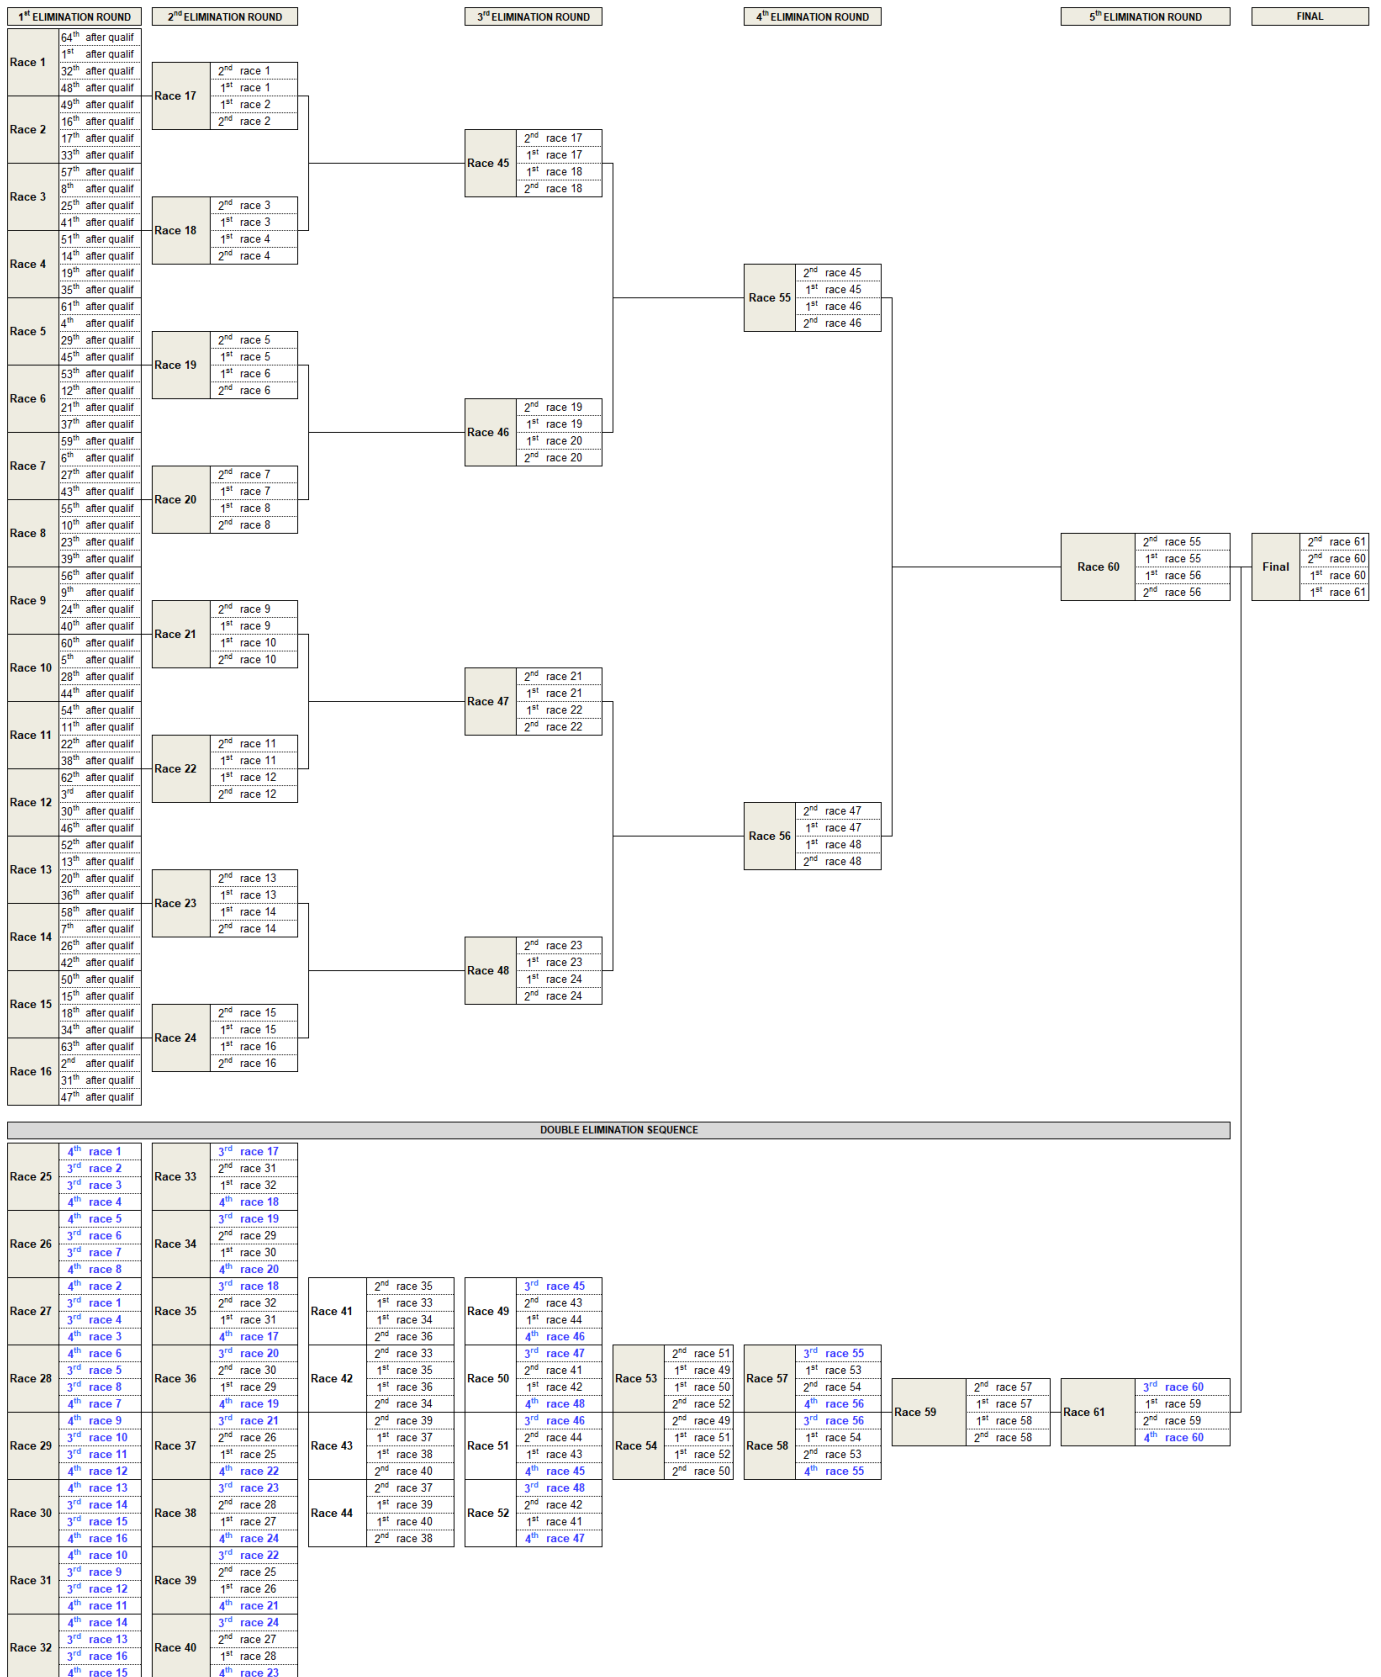 1st ELIMINATION ROUND
2nd ELIMINATION ROUND
3rd ELIMINATION ROUND
4th ELIMINATION ROUND
5th ELIMINATION ROUND
FINAL
Race 1
64th after qualif
1st after qualif
32th after qualif
48th after qualif
Race 2
49th after qualif
16th after qualif
17th after qualif
33th after qualif
Race 3
57th after qualif
8th after qualif
25th after qualif
41th after qualif
Race 4
51th after qualif
14th after qualif
19th after qualif
35th after qualif
Race 5
61th after qualif
4th after qualif
29th after qualif
45th after qualif
Race 6
53th after qualif
12th after qualif
21th after qualif
37th after qualif
Race 7
59th after qualif
6th after qualif
27th after qualif
43th after qualif
Race 8
55th after qualif
10th after qualif
23th after qualif
39th after qualif
Race 9
56th after qualif
9th after qualif
24th after qualif
40th after qualif
Race 10
60th after qualif
5th after qualif
28th after qualif
44th after qualif
Race 11
54th after qualif
11th after qualif
22th after qualif
38th after qualif
Race 12
62th after qualif
3rd after qualif
30th after qualif
46th after qualif
Race 13
52th after qualif
13th after qualif
20th after qualif
36th after qualif
Race 14
58th after qualif
7th after qualif
26th after qualif
42th after qualif
Race 15
50th after qualif
15th after qualif
18th after qualif
34th after qualif
Race 16
63th after qualif
2nd after qualif
31th after qualif
47th after qualif
Race 17
2nd race 1
1st race 1
1st race 2
2nd race 2
Race 18
2nd race 3
1st race 3
1st race 4
2nd race 4
Race 19
2nd race 5
1st race 5
1st race 6
2nd race 6
Race 20
2nd race 7
1st race 7
1st race 8
2nd race 8
Race 21
2nd race 9
1st race 9
1st race 10
2nd race 10
Race 22
2nd race 11
1st race 11
1st race 12
2nd race 12
Race 23
2nd race 13
1st race 13
1st race 14
2nd race 14
Race 24
2nd race 15
1st race 15
1st race 16
2nd race 16
Race 45
2nd race 17
1st race 17
1st race 18
2nd race 18
Race 46
2nd race 19
1st race 19
1st race 20
2nd race 20
Race 47
2nd race 21
1st race 21
1st race 22
2nd race 22
Race 48
2nd race 23
1st race 23
1st race 24
2nd race 24
Race 55
2nd race 45
1st race 45
1st race 46
2nd race 46
Race 56
2nd race 47
1st race 47
1st race 48
2nd race 48
Race 60
2nd race 55
1st race 55
1st race 56
2nd race 56
Final
2nd race 61
2nd race 60
1st race 60
1st race 61
DOUBLE ELIMINATION SEQUENCE
Race 25
4th race 1
3rd race 2
3rd race 3
4th race 4
Race 26
4th race 5
3rd race 6
3rd race 7
4th race 8
Race 27
4th race 2
3rd race 1
3rd race 4
4th race 3
Race 28
4th race 6
3rd race 5
3rd race 8
4th race 7
Race 29
4th race 9
3rd race 10
3rd race 11
4th race 12
Race 30
4th race 13
3rd race 14
3rd race 15
4th race 16
Race 31
4th race 10
3rd race 9
3rd race 12
4th race 11
Race 32
4th race 14
3rd race 13
3rd race 16
4th race 15
Race 33
3rd race 17
2nd race 31
1st race 32
4th race 18
Race 34
3rd race 19
2nd race 29
1st race 30
4th race 20
Race 35
3rd race 18
2nd race 32
1st race 31
4th race 17
Race 36
3rd race 20
2nd race 30
1st race 29
4th race 19
Race 37
3rd race 21
2nd race 26
1st race 25
4th race 22
Race 38
3rd race 23
2nd race 28
1st race 27
4th race 24
Race 39
3rd race 22
2nd race 25
1st race 26
4th race 21
Race 40
3rd race 24
2nd race 27
1st race 28
4th race 23
Race 41
2nd race 35
1st race 33
1st race 34
2nd race 36
Race 42
2nd race 33
1st race 35
1st race 36
2nd race 34
Race 43
2nd race 39
1st race 37
1st race 38
2nd race 40
Race 44
2nd race 37
1st race 39
1st race 40
2nd race 38
Race 49
3rd race 45
2nd race 43
1st race 44
4th race 46
Race 50
3rd race 47
2nd race 41
1st race 42
4th race 48
Race 51
3rd race 46
2nd race 44
1st race 43
4th race 45
Race 52
3rd race 48
2nd race 42
1st race 41
4th race 47
Race 53
2nd race 51
1st race 49
1st race 50
2nd race 52
Race 54
2nd race 49
1st race 51
1st race 52
2nd race 50
Race 57
3rd race 55
1st race 53
2nd race 54
4th race 56
Race 58
3rd race 56
1st race 54
2nd race 53
4th race 55
Race 59
2nd race 57
1st race 57
1st race 58
2nd race 58
Race 61
3rd race 60
1st race 59
2nd race 59
4th race 60